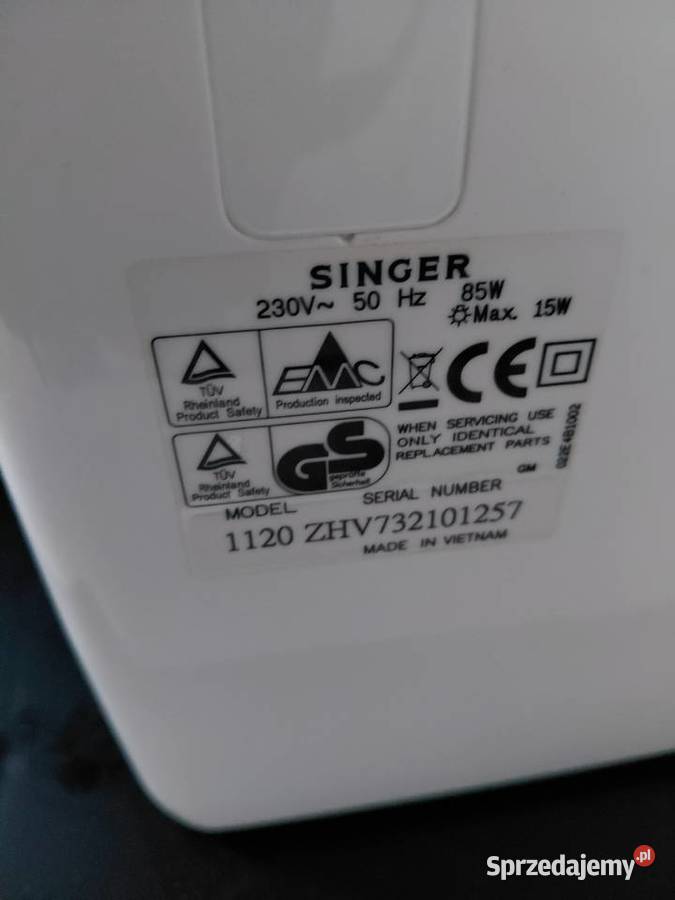 SINGER
230V~ 50 Hz 85W
Max. 15W
TÜV
Rheinland
Product Safety
EMC
Production inspected
CE
TÜV
Rheinland
Product Safety
GS
geprüfte
Sicherheit
WHEN SERVICING USE
ONLY IDENTICAL
REPLACEMENT PARTS
GM
022E4B1002
MODEL SERIAL NUMBER
1120 ZHV732101257
MADE IN VIETNAM
Sprzedajemy.pl